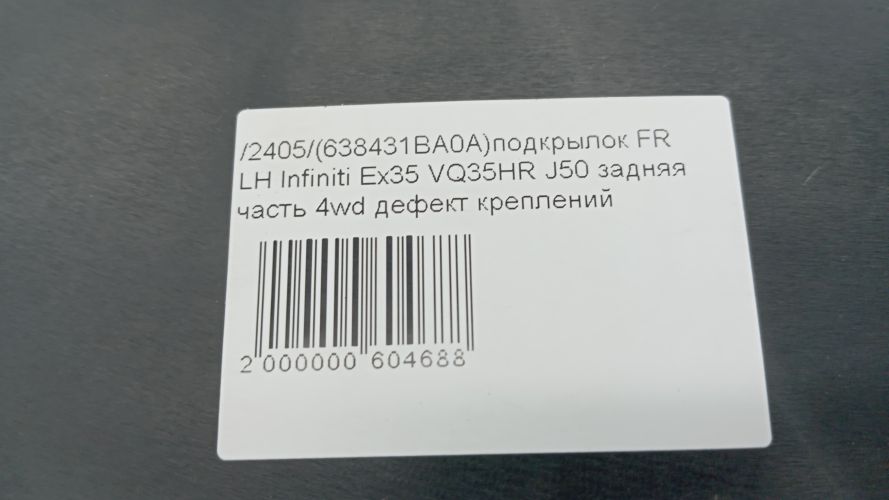 /2405/(638431BA0A)подкрылок FR
LH Infiniti Ex35 VQ35HR J50 задняя
часть 4wd дефект креплений
2 000000 604688